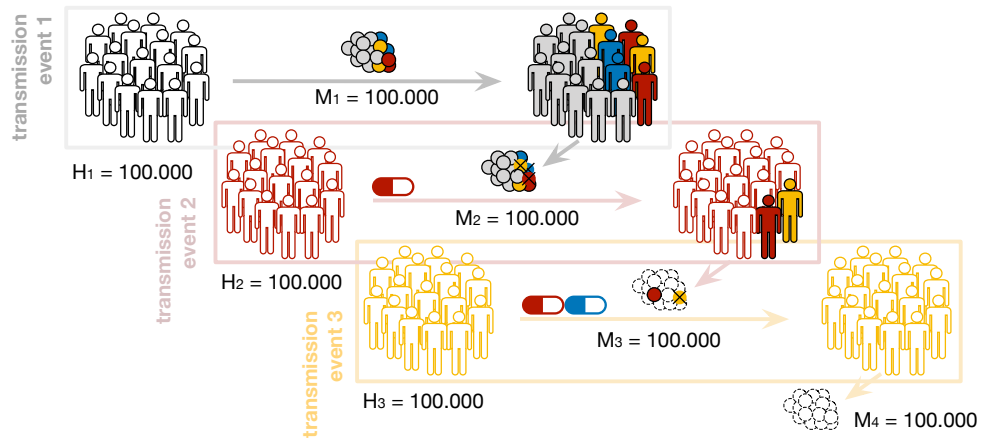 transmission
event 1
M1 = 100.000
H1 = 100.000
transmission
event 2
M2 = 100.000
H2 = 100.000
transmission
event 3
M3 = 100.000
H3 = 100.000
M4 = 100.000